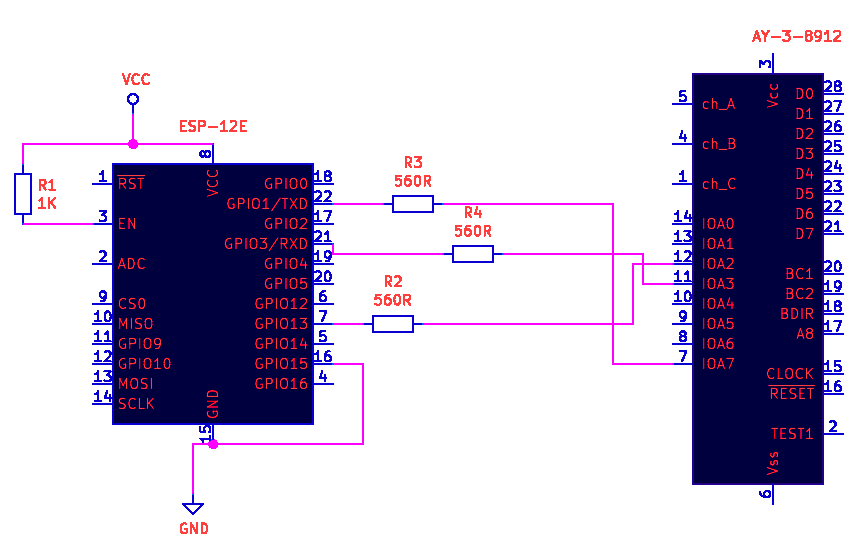 AY-3-8912
VCC
ESP-12E
R1
1K
8
VCC
1 RST
3 EN
2 ADC
9 CS0
10 MISO
11 GPIO9
12 GPIO10
13 MOSI
14 SCLK
GPIO0 18
GPIO1/TXD 22
GPIO2 17
GPIO3/RXD 21
GPIO4 19
GPIO5 20
GPIO12 6
GPIO13 7
GPIO14 5
GPIO15 16
GPIO16 4
GND
15
GND
R3
560R
R4
560R
R2
560R
3
Vcc
5 ch_A
4 ch_B
1 ch_C
14 IOA0
13 IOA1
12 IOA2
11 IOA3
10 IOA4
9 IOA5
8 IOA6
7 IOA7
D0 28
D1 27
D2 26
D3 25
D4 24
D5 23
D6 22
D7 21
BC1 20
BC2 19
BDIR 18
A8 17
CLOCK 15
RESET 16
TEST1 2
Vss
6